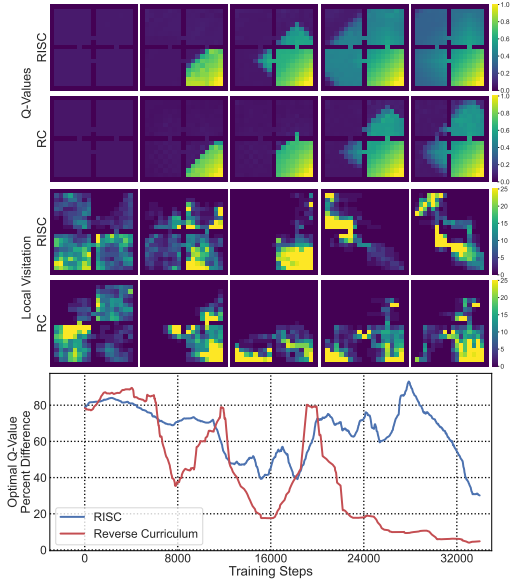 Q-Values
RISC
1.0
0.8
0.6
0.4
0.2
0.0
RC
1.0
0.8
0.6
0.4
0.2
0.0
Local Visitation
RISC
25
20
15
10
5
0
RC
25
20
15
10
5
0
Optimal Q-Value
Percent Difference
80
60
40
20
0
RISC
Reverse Curriculum
0 8000 16000 24000 32000
Training Steps